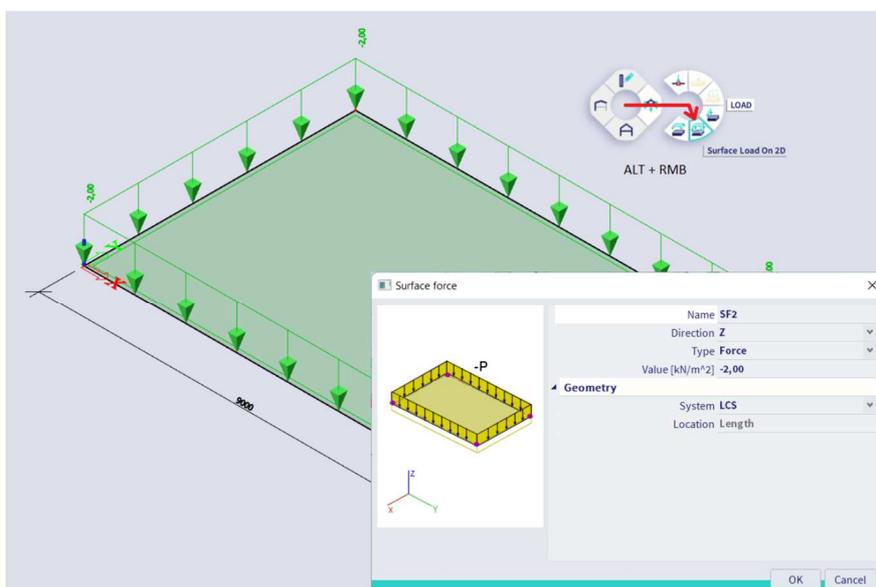 -2,00
-2,00
LOAD
Surface Load On 2D
ALT + RMB
Surface force
-P
Z
X
Y
Name SF2
Direction Z
Type Force
Value [kN/m^2] -2,00
Geometry
System LCS
Location Length
9000
OK Cancel